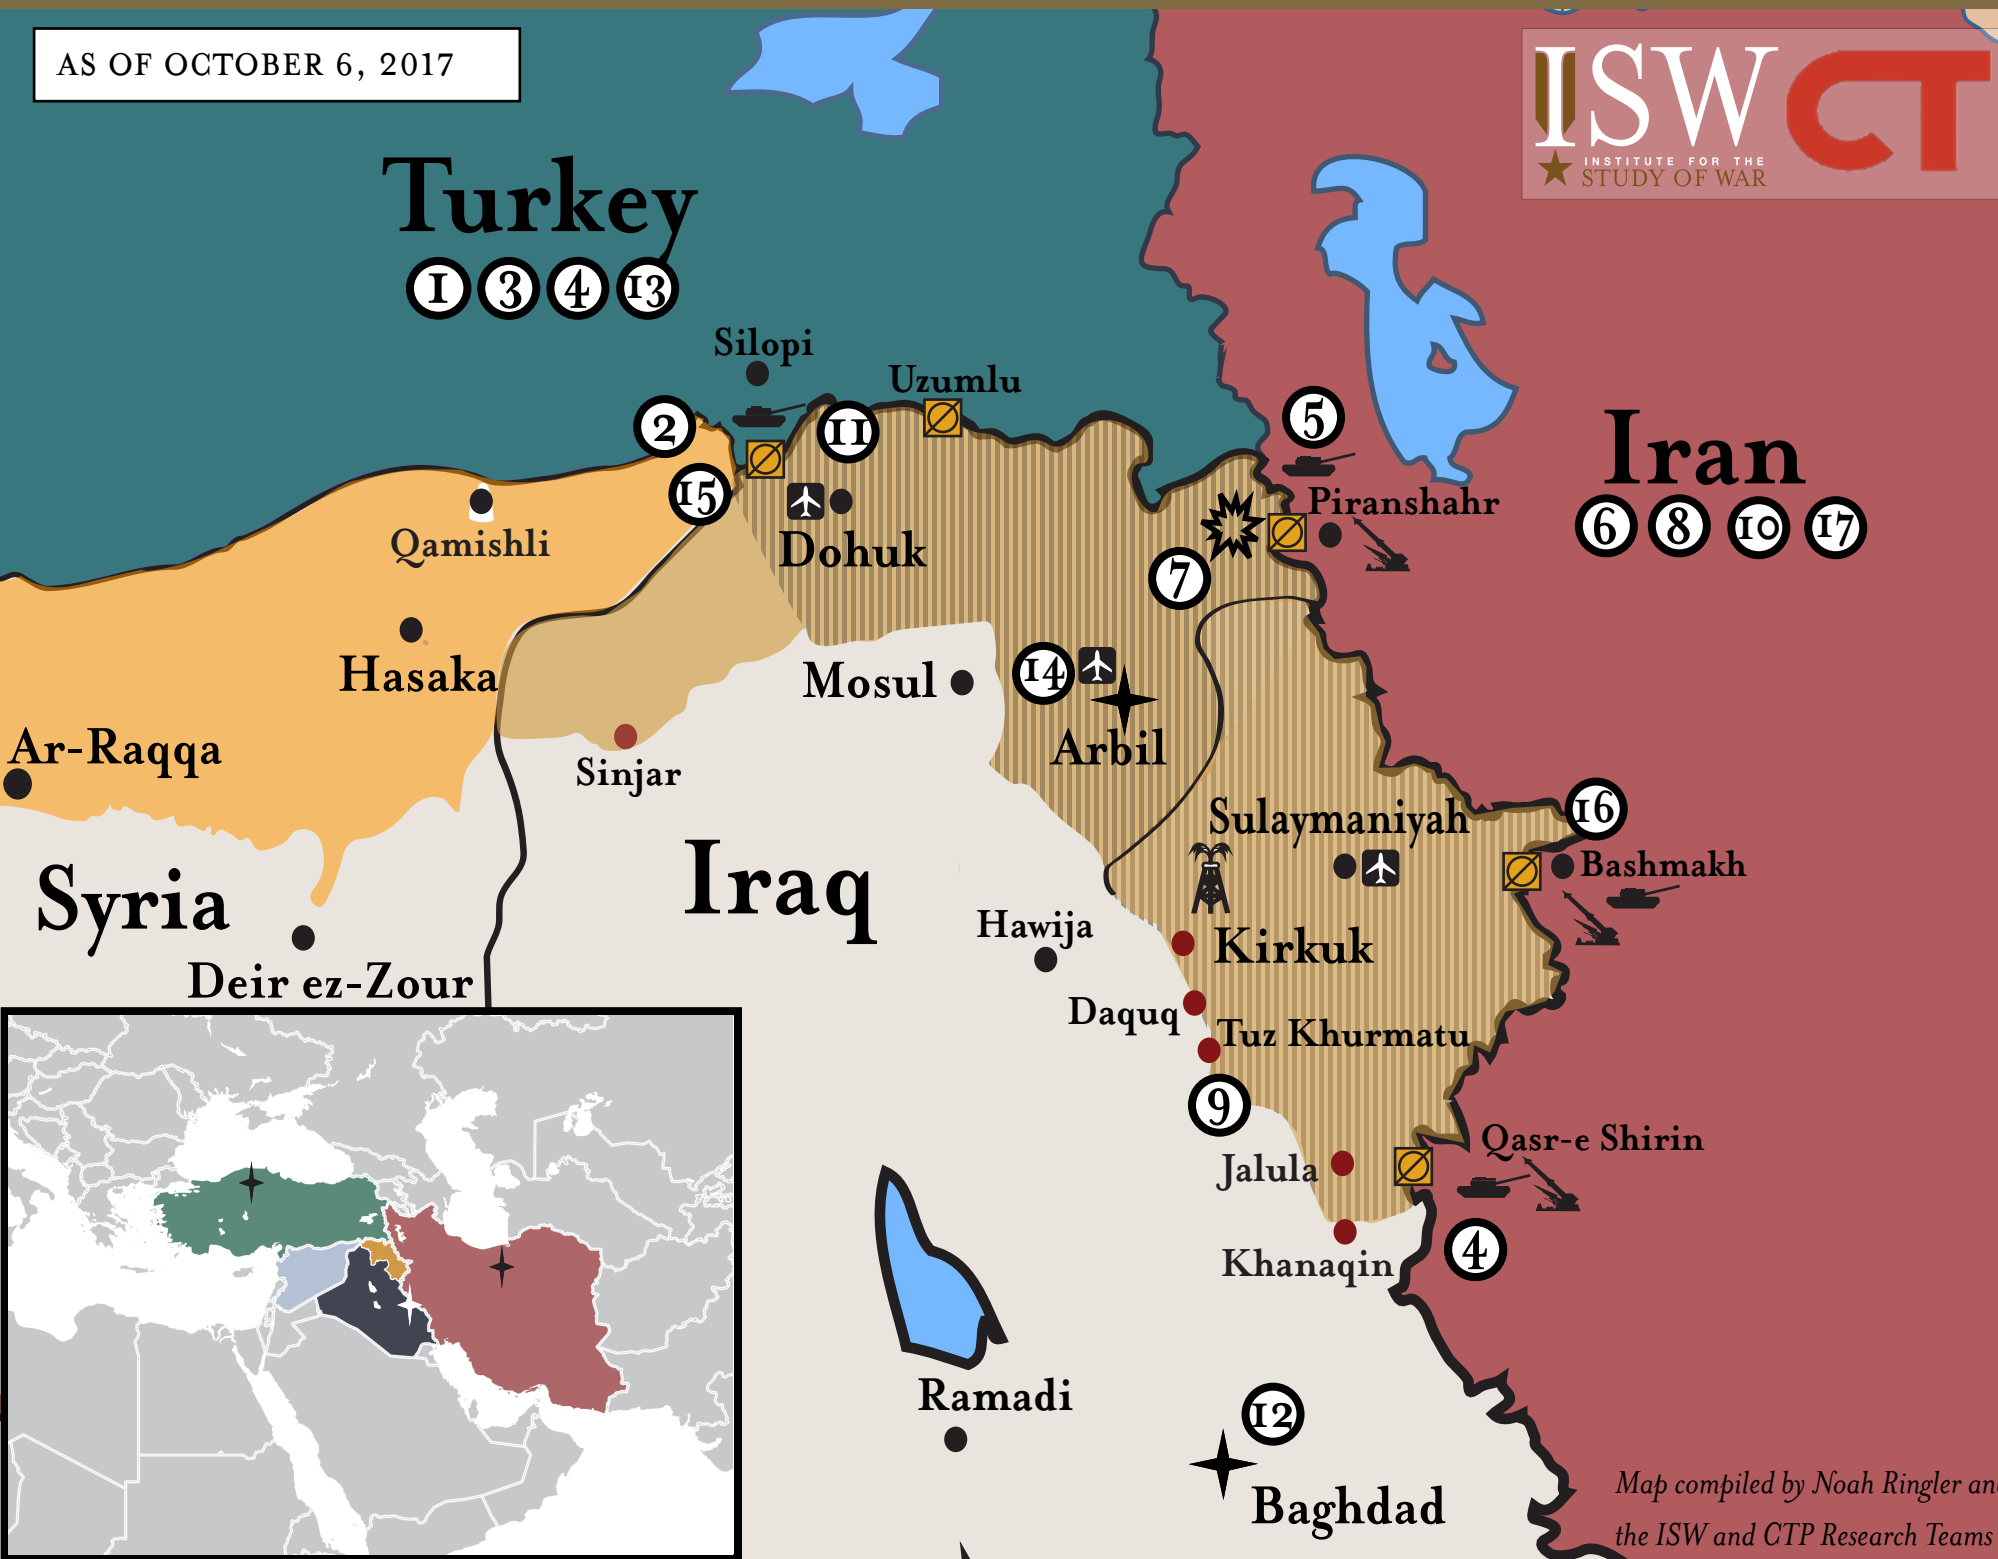 AS OF OCTOBER 6, 2017
ISW CT
INSTITUTE FOR THE
STUDY OF WAR
Turkey
1 3 4 13
Silopi
Uzumlu
2
11
5
Iran
15
Piranshahr
6 8 10 17
Qamishli
Dohuk
7
Hasaka
Mosul
14
Ar-Raqqa
Arbil
Sinjar
Sulaymaniyah
16
Syria
Iraq
Bashmakh
Hawija
Kirkuk
Deir ez-Zour
Daquq
Tuz Khurmatu
9
Qasr-e Shirin
Jalula
Khanaqin
4
Ramadi
12
Baghdad
Map compiled by Noah Ringler
the ISW and CTP Research Teams